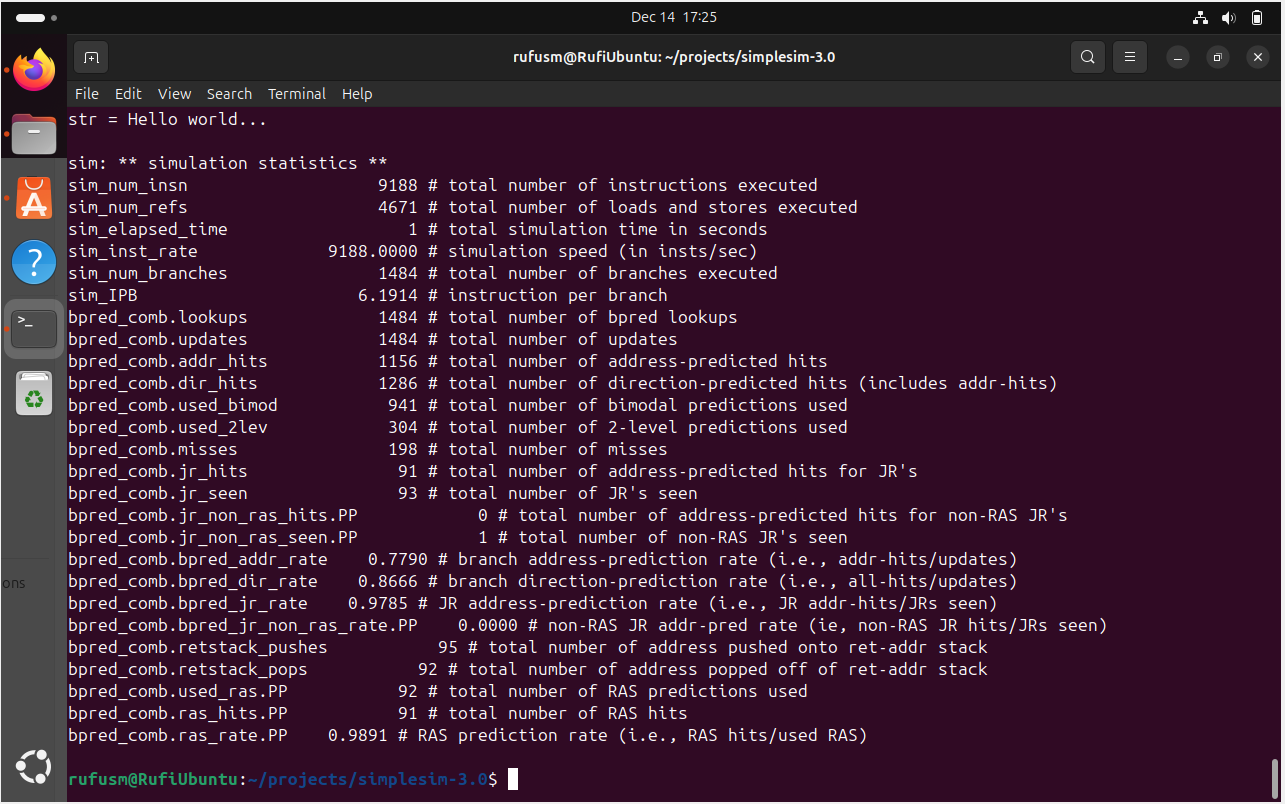 Dec 14 17:25
rufusm@RufiUbuntu: ~/projects/simplesim-3.0
File Edit View Search Terminal Help
str = Hello world...
sim: ** simulation statistics **
sim_num_insn 9188 # total number of instructions executed
sim_num_refs 4671 # total number of loads and stores executed
sim_elapsed_time 1 # total simulation time in seconds
sim_inst_rate 9188.0000 # simulation speed (in insts/sec)
sim_num_branches 1484 # total number of branches executed
sim_IPB 6.1914 # instruction per branch
bpred_comb.lookups 1484 # total number of bpred lookups
bpred_comb.updates 1484 # total number of updates
bpred_comb.addr_hits 1156 # total number of address-predicted hits
bpred_comb.dir_hits 1286 # total number of direction-predicted hits (includes addr-hits)
bpred_comb.used_bimod 941 # total number of bimodal predictions used
bpred_comb.used_2lev 304 # total number of 2-level predictions used
bpred_comb.misses 198 # total number of misses
bpred_comb.jr_hits 91 # total number of address-predicted hits for JR's
bpred_comb.jr_seen 93 # total number of JR's seen
bpred_comb.jr_non_ras_hits.PP 0 # total number of address-predicted hits for non-RAS JR's
bpred_comb.jr_non_ras_seen.PP 1 # total number of non-RAS JR's seen
bpred_comb.bpred_addr_rate 0.7790 # branch address-prediction rate (i.e., addr-hits/updates)
bpred_comb.bpred_dir_rate 0.8666 # branch direction-prediction rate (i.e., all-hits/updates)
bpred_comb.bpred_jr_rate 0.9785 # JR address-prediction rate (i.e., JR addr-hits/JRs seen)
bpred_comb.bpred_jr_non_ras_rate.PP 0.0000 # non-RAS JR addr-pred rate (ie, non-RAS JR hits/JRs seen)
bpred_comb.retstack_pushes 95 # total number of address pushed onto ret-addr stack
bpred_comb.retstack_pops 92 # total number of address popped off of ret-addr stack
bpred_comb.used_ras.PP 92 # total number of RAS predictions used
bpred_comb.ras_hits.PP 91 # total number of RAS hits
bpred_comb.ras_rate.PP 0.9891 # RAS prediction rate (i.e., RAS hits/used RAS)
rufusm@RufiUbuntu:~/projects/simplesim-3.0$
ons